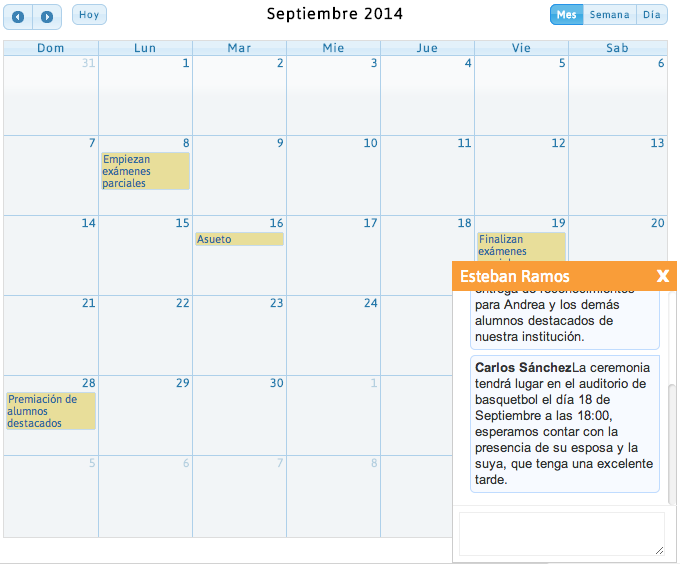 Hoy
Septiembre 2014
Mes Semana Día
Dom Lun Mar Mie Jue Vie Sab
31 1 2 3 4 5 6
7 8 9 10 11 12 13
Empiezan
exámenes
parciales
14 15 16 17 18 19 20
Asueto
Finalizan
exámenes
21 22 23 24
28 29 30 1
Premiación de
alumnos
destacados
5 6 7 8
Esteban Ramos X
entrega de reconocimientos
para Andrea y los demás
alumnos destacados de
nuestra institución.
Carlos SánchezLa ceremonia
tendrá lugar en el auditorio de
basquetbol el día 18 de
Septiembre a las 18:00,
esperamos contar con la
presencia de su esposa y la
suya, que tenga una excelente
tarde.